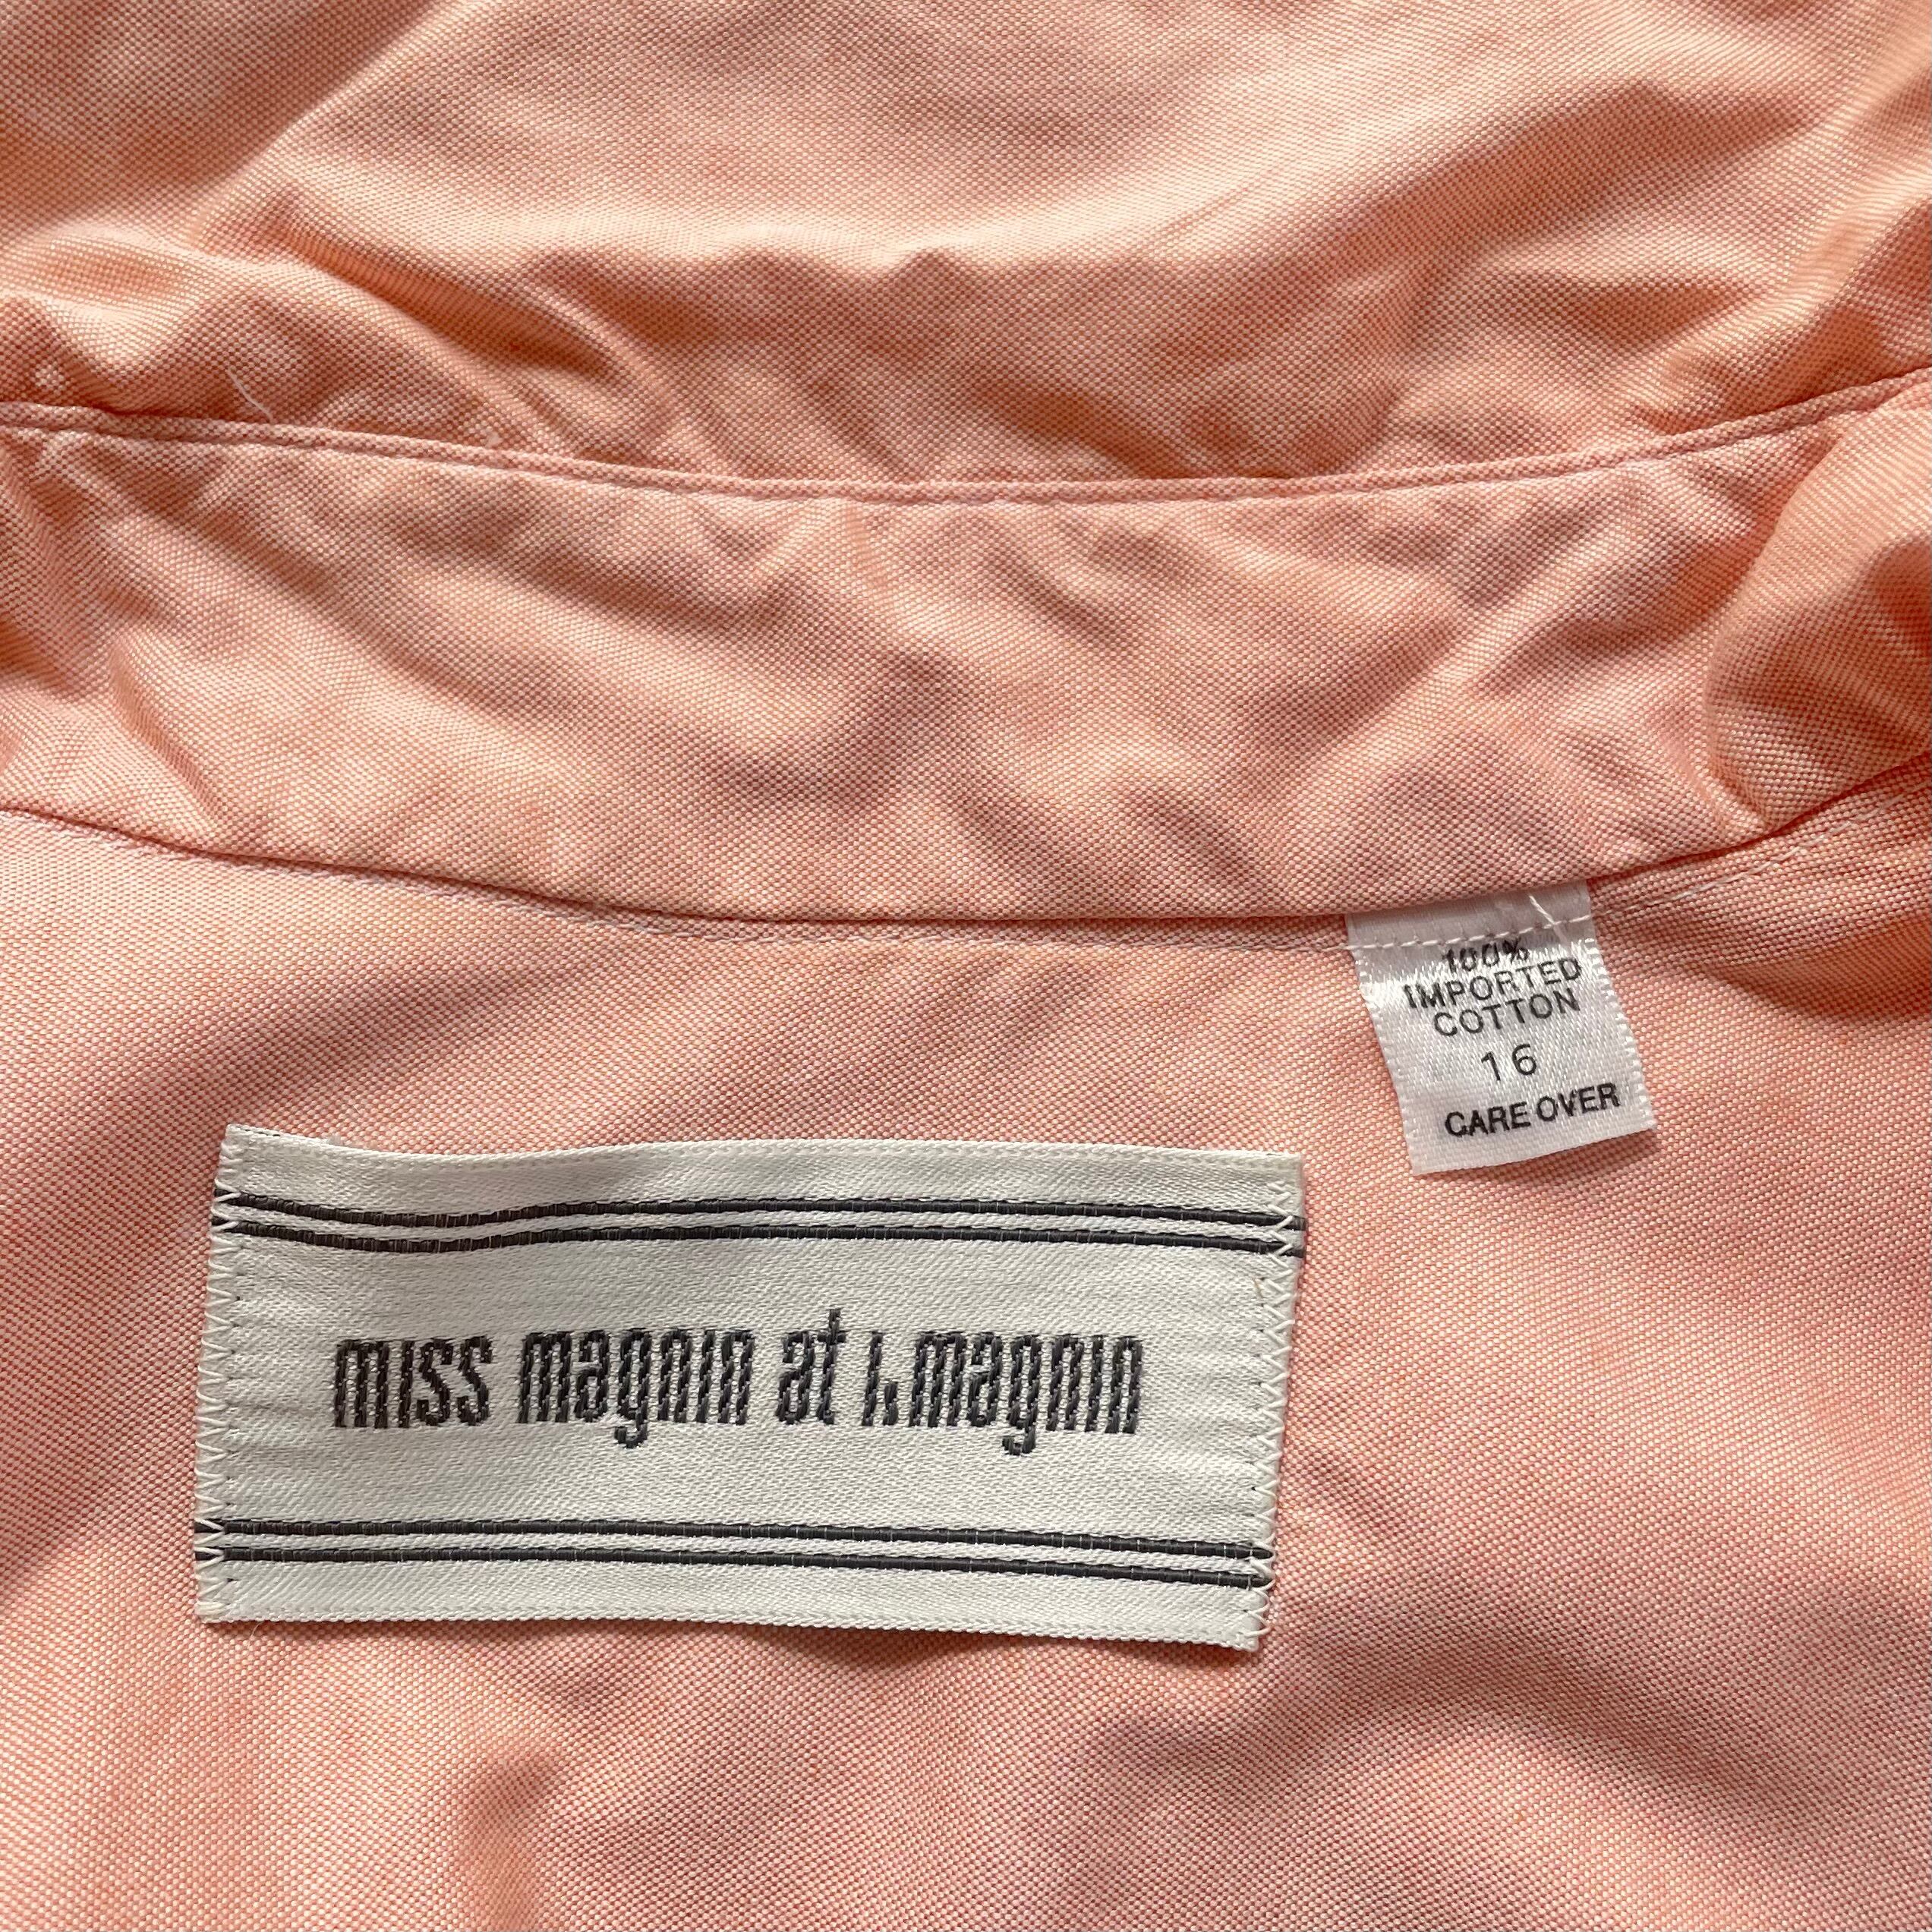 100%
IMPORTED
COTTON
16
CARE OVER
miss magnin at i.magnin